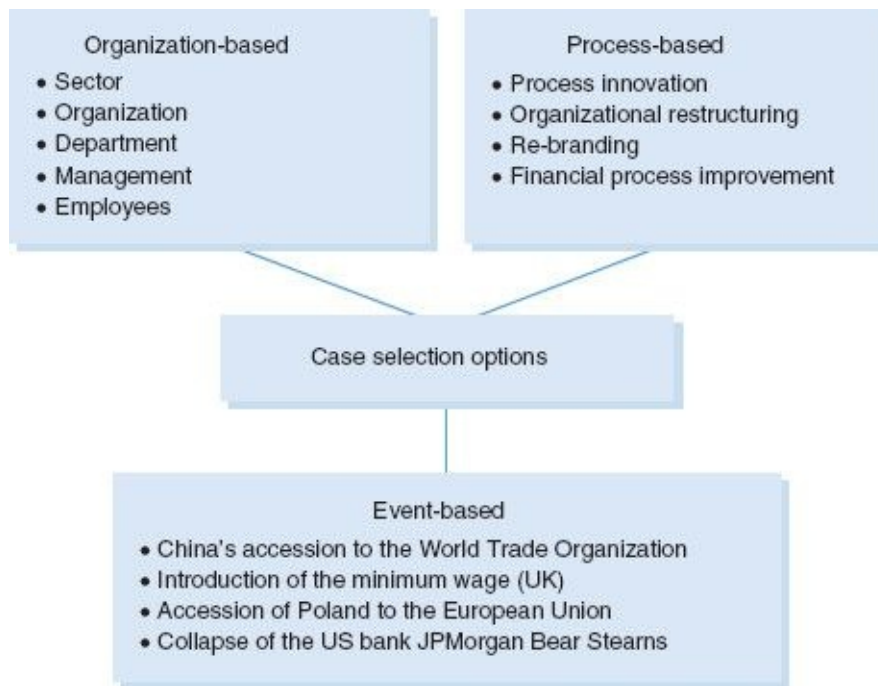 Organization-based
• Sector
• Organization
• Department
• Management
• Employees
Process-based
• Process innovation
• Organizational restructuring
• Re-branding
• Financial process improvement
Case selection options
Event-based
• China's accession to the World Trade Organization
• Introduction of the minimum wage (UK)
• Accession of Poland to the European Union
• Collapse of the US bank JPMorgan Bear Stearns